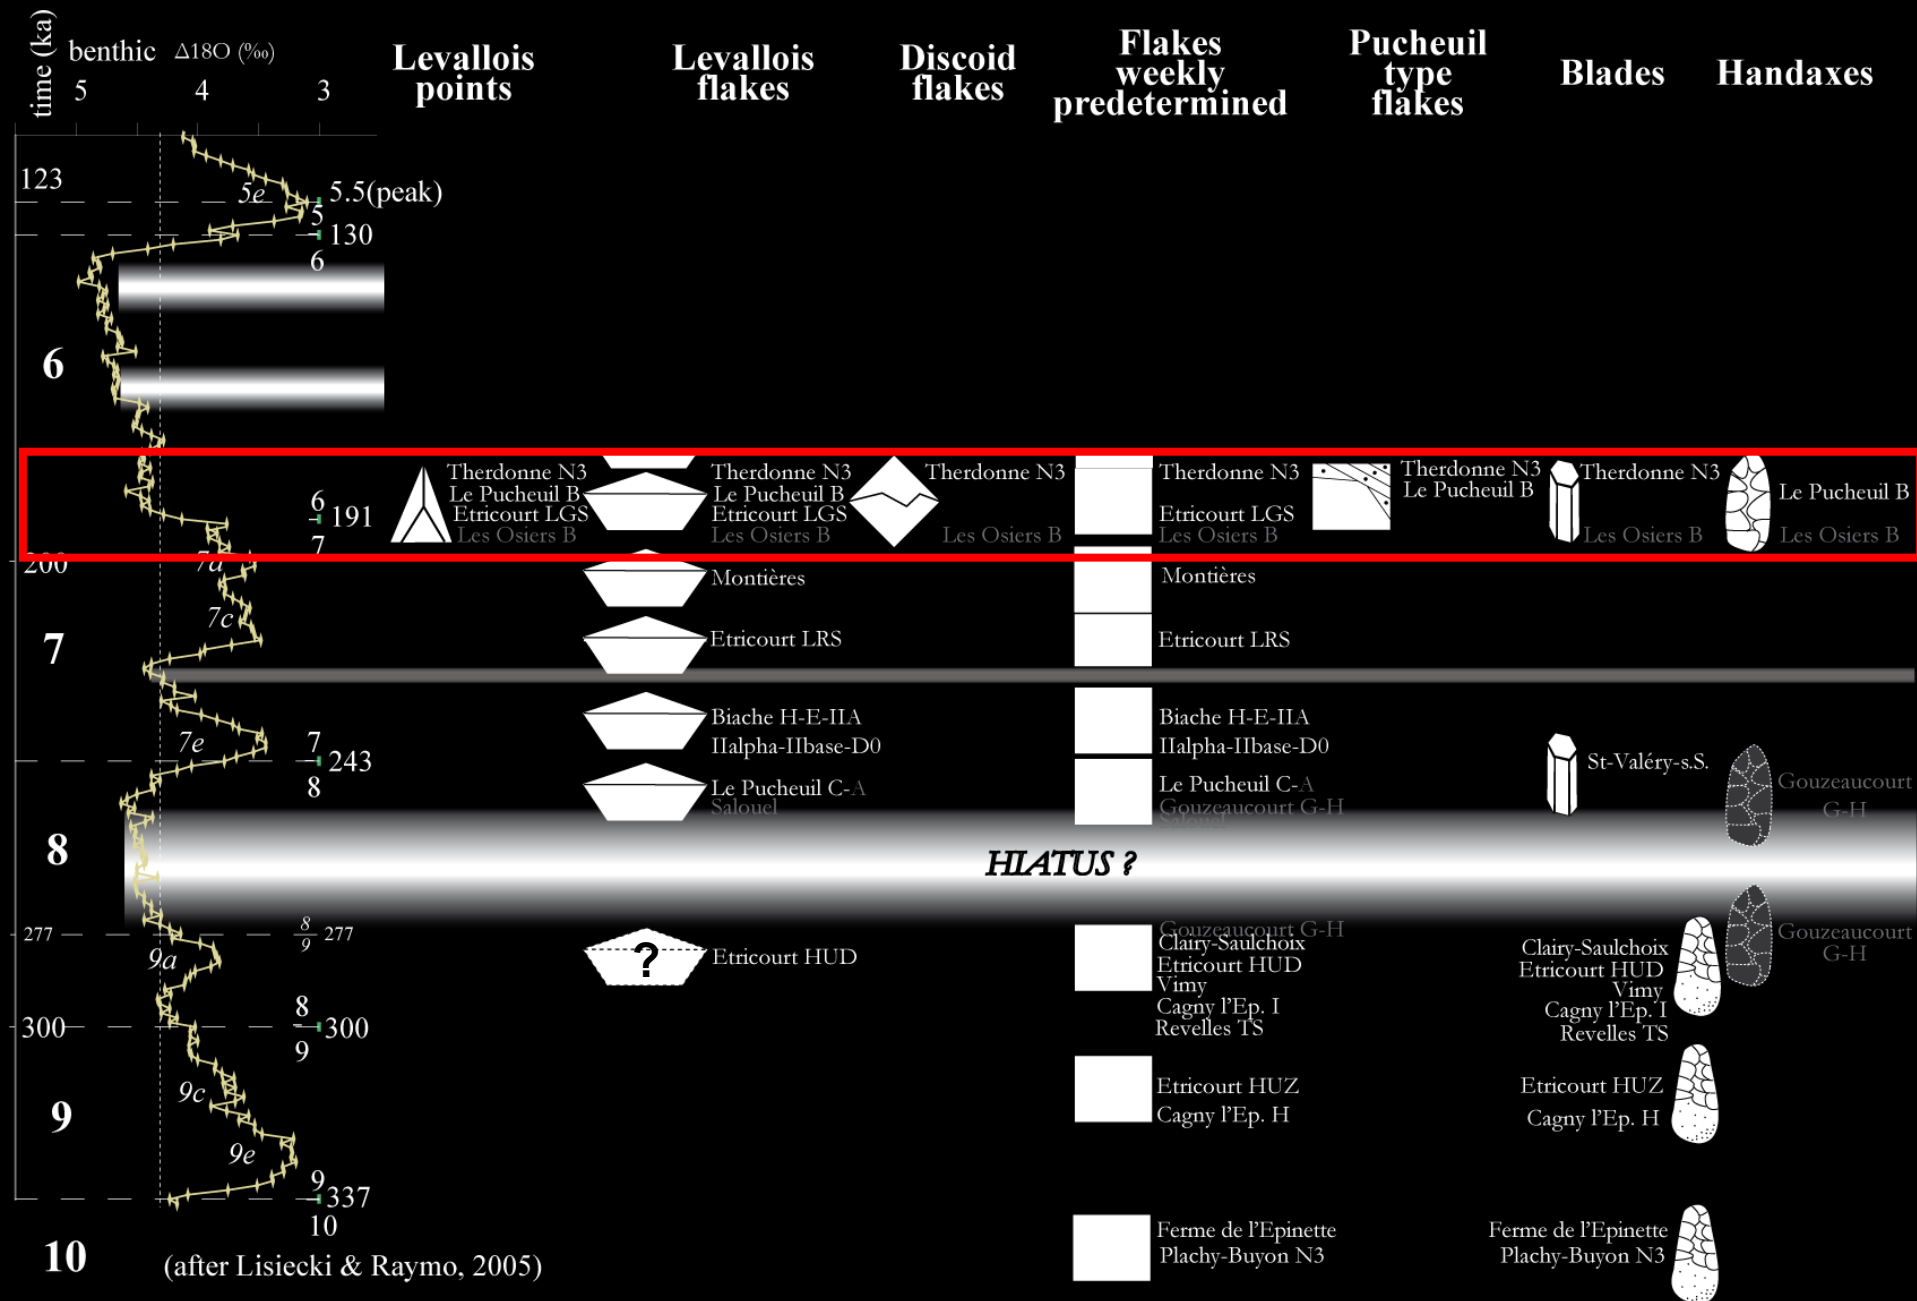 time (ka)
benthic Δ18O (‰)
5 4 3
Levallois
points
Levallois
flakes
Discoid
flakes
Flakes
weekly
predetermined
Pucheuil
type
flakes
Blades
Handaxes
123
5e
5.5(peak)
5
130
6
6
Therdonne N3
Le Pucheuil B
Etricourt LGS
Les Osiers B
Therdonne N3
Le Pucheuil B
Etricourt LGS
Les Osiers B
Therdonne N3
Les Osiers B
Therdonne N3
Etricourt LGS
Les Osiers B
Therdonne N3
Le Pucheuil B
Therdonne N3
Les Osiers B
Le Pucheuil B
Les Osiers B
6
191
7
200
7a
Montières
Montières
7c
7
Etricourt LRS
Etricourt LRS
7e
7
243
8
Biache H-E-IIA
IIalpha-IIbase-D0
Biache H-E-IIA
IIalpha-IIbase-D0
St-Valéry-s.S.
Le Pucheuil C-A
Salouel
Le Pucheuil C-A
Gouzeaucourt G-H
Salouel
Gouzeaucourt
G-H
8
HIATUS ?
277
8
9
277
9a
?
Etricourt HUD
Gouzeaucourt G-H
Clairy-Saulchoix
Etricourt HUD
Vimy
Cagny l'Ep. I
Revelles TS
Clairy-Saulchoix
Etricourt HUD
Vimy
Cagny l'Ep. I
Revelles TS
Gouzeaucourt
G-H
300
8
300
9
9c
9
Etricourt HUZ
Cagny l'Ep. H
Etricourt HUZ
Cagny l'Ep. H
9e
9
337
10
10
Ferme de l'Epinette
Plachy-Buyon N3
Ferme de l'Epinette
Plachy-Buyon N3
(after Lisiecki & Raymo, 2005)